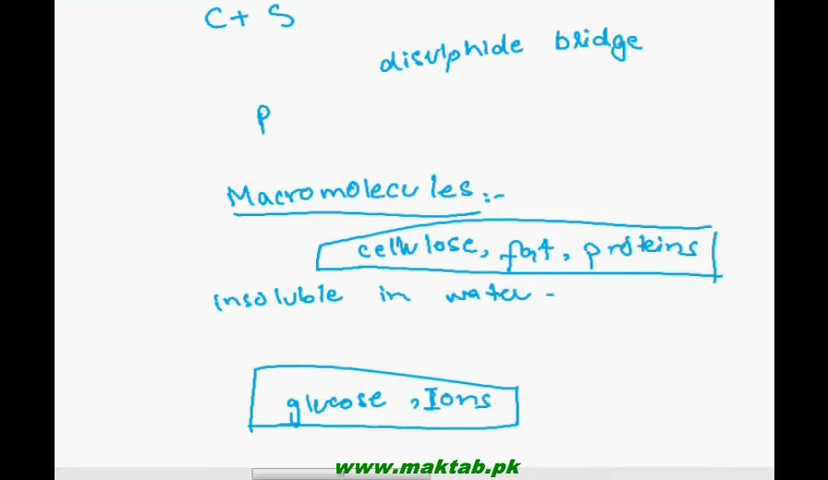 C+ S
disulphide bridge
P
Macromolecules:-
cellulose, fat, proteins
insoluble in water -
glucose, Ions
www.maktab.pk